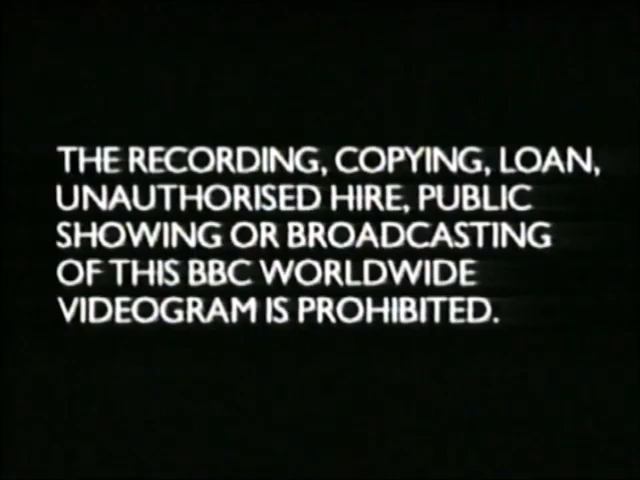 THE RECORDING, COPYING, LOAN,
UNAUTHORISED HIRE, PUBLIC
SHOWING OR BROADCASTING
OF THIS BBC WORLDWIDE
VIDEOGRAM IS PROHIBITED.